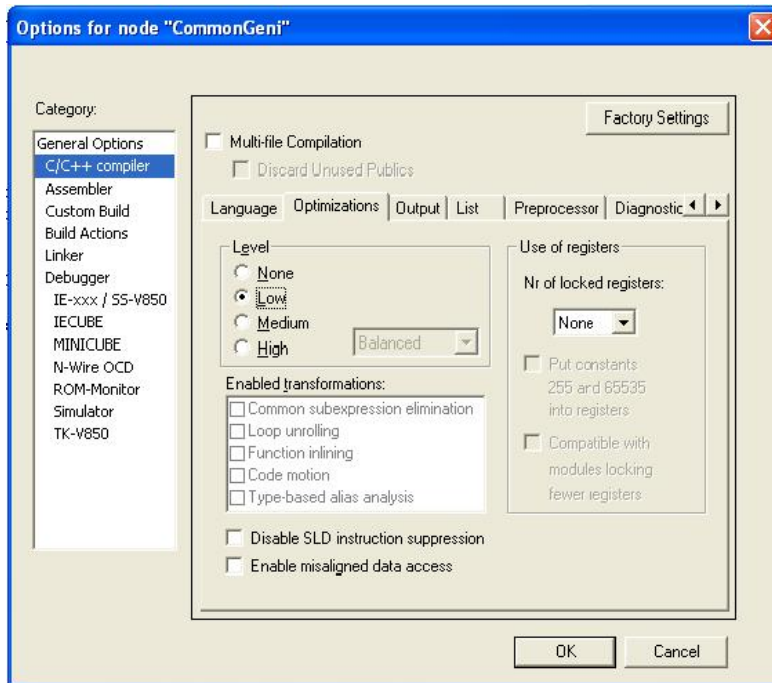 Options for node "CommonGeni"
Category:
General Options
C/C++ compiler
Assembler
Custom Build
Build Actions
Linker
Debugger
IE-xxx / SS-V850
IECUBE
MINICUBE
N-Wire OCD
ROM-Monitor
Simulator
TK-V850
Factory Settings
Multi-file Compilation
Discard Unused Publics
Language
Optimizations
Output
List
Preprocessor
Diagnostic
Level
None
Low
Medium
High
Balanced
Enabled transformations:
Common subexpression elimination
Loop unrolling
Function inlining
Code motion
Type-based alias analysis
Disable SLD instruction suppression
Enable misaligned data access
Use of registers
Nr of locked registers:
None
Put constants
255 and 65535
into registers
Compatible with
modules locking
fewer registers
OK
Cancel